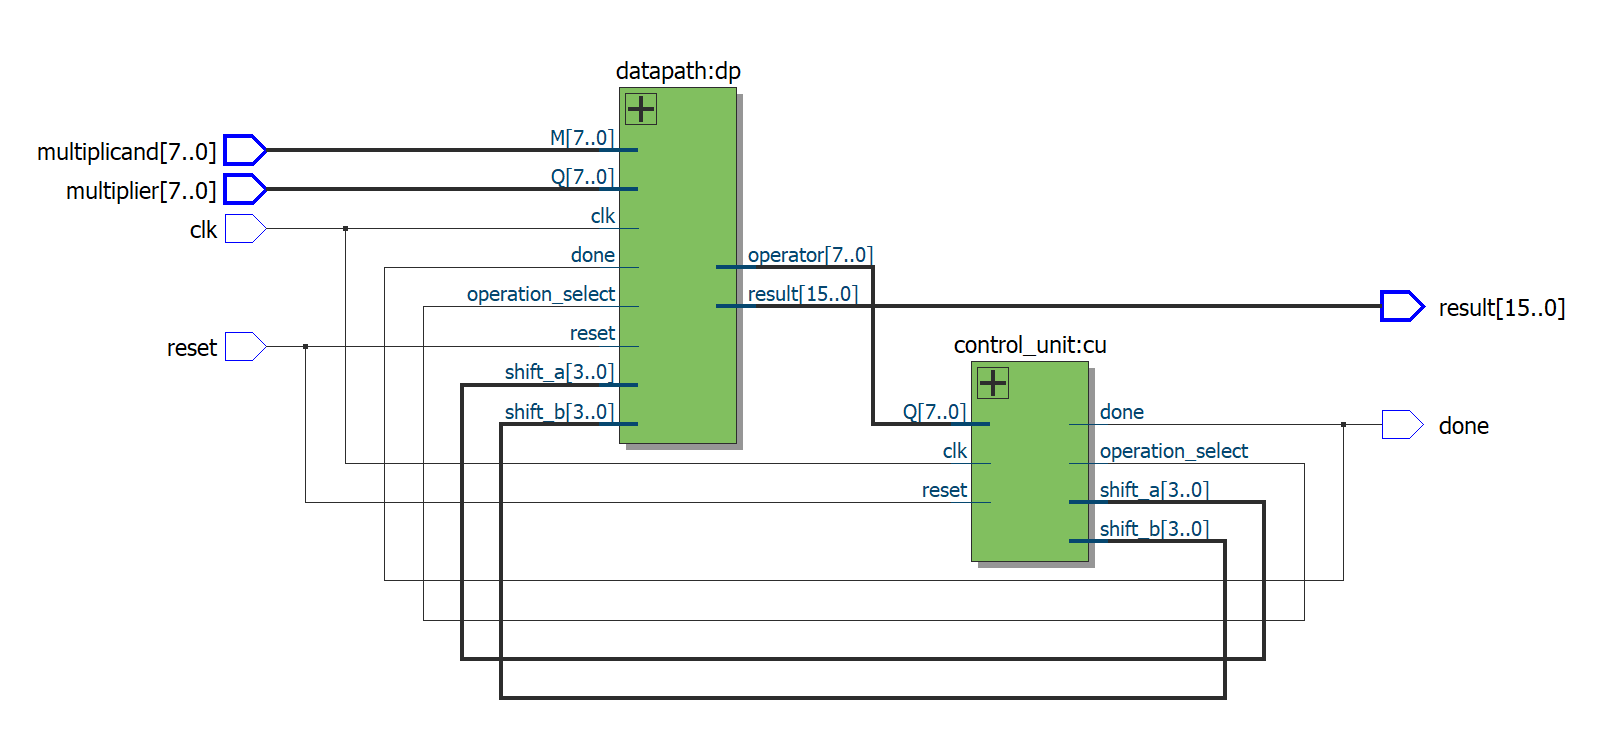 datapath:dp
multiplicand[7..0]
multiplier[7..0]
clk
reset
M[7..0]
Q[7..0]
clk
done
operation_select
reset
shift_a[3..0]
shift_b[3..0]
operator[7..0]
result[15..0]
result[15..0]
control_unit:cu
Q[7..0]
clk
reset
done
operation_select
shift_a[3..0]
shift_b[3..0]
done